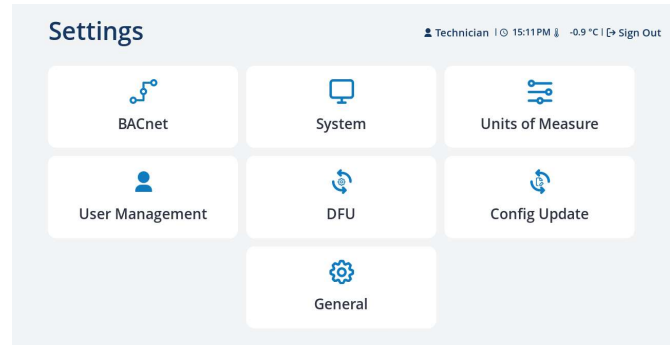 Settings
Technician | 15:11 PM -0.9 °C | Sign Out
BACnet
System
Units of Measure
User Management
DFU
Config Update
General